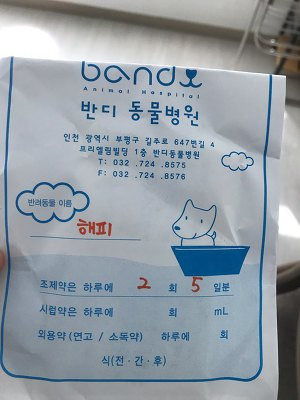 bandi
Animal Hospital
반디 동물병원
인천 광역시 부평구 길주로 647번길 4
프리엘림빌딩 1층 반디동물병원
T: 032 .724 .8575
F: 032 .724 .8576
반려동물 이름
해피
조제약은 하루에 2 회 5 일분
시럽약은 하루에 회 mL
외용약 (연고 / 소독약) 하루에 회
식(전 · 간 · 후)